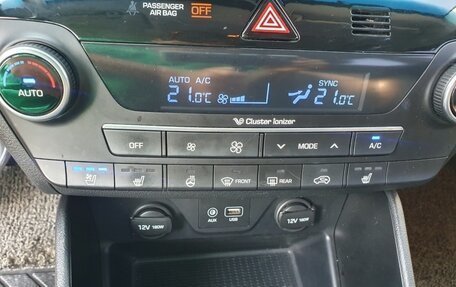 PASSENGER
AIR BAG OFF
AUTO A/C SYNC
21.0°C 21.0°C
AUTO
Cluster Ionizer
OFF MODE A/C
FRONT REAR
12V 180W AUX USB 12V 180W